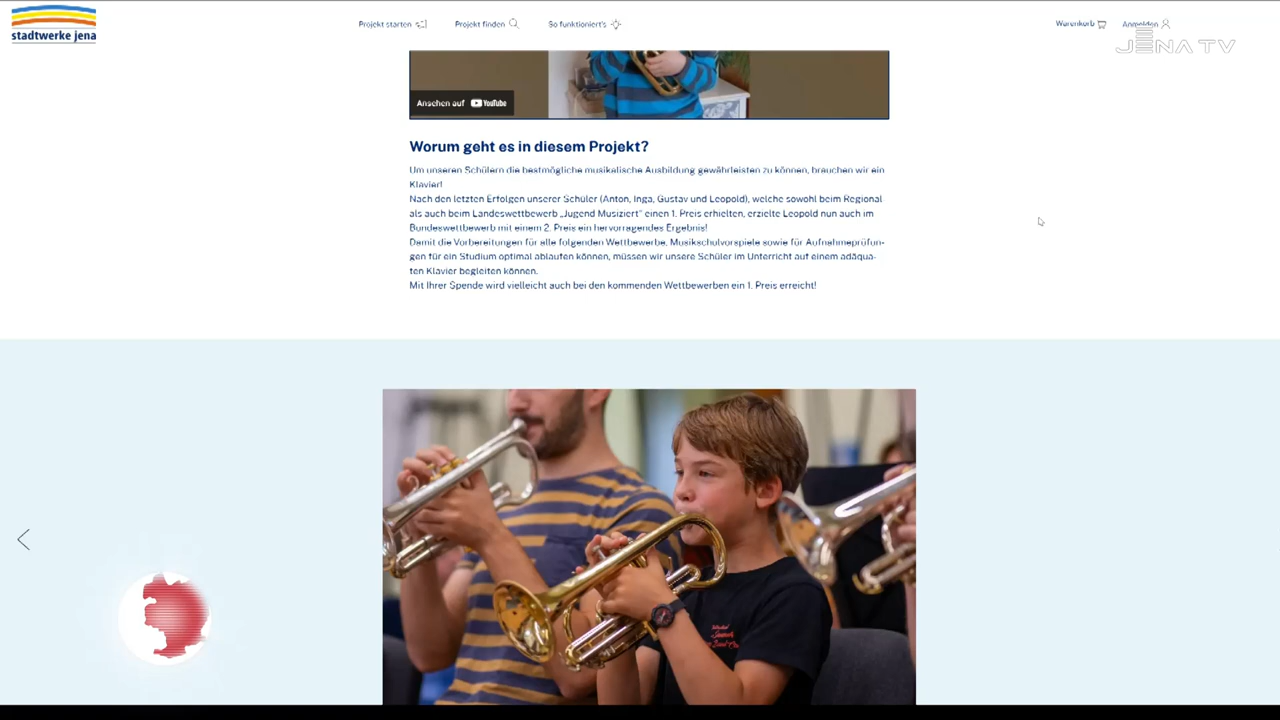 stadtwerke jena
Projekt starten
Projekt finden
So funktioniert's
Warenkorb
Anmelden
JENA TV
Ansehen auf YouTube
Worum geht es in diesem Projekt?
Um unseren Schülern die bestmögliche musikalische Ausbildung gewährleisten zu können, brauchen wir ein
Klavier!
Nach den letzten Erfolgen unserer Schüler (Anton, Inga, Gustav und Leopold), welche sowohl beim Regional
als auch beim Landeswettbewerb „Jugend Musiziert" einen 1. Preis erhielten, erzielte Leopold nun auch im
Bundeswettbewerb mit einem 2. Preis ein hervorragendes Ergebnis!
Damit die Vorbereitungen für alle folgenden Wettbewerbe, Musikschulvorspiele sowie für Aufnahmeprüfun-
gen für ein Studium optimal ablaufen können, müssen wir unsere Schüler im Unterricht auf einem adäqua-
ten Klavier begleiten können.
Mit Ihrer Spende wird vielleicht auch bei den kommenden Wettbewerben ein 1. Preis erreicht!